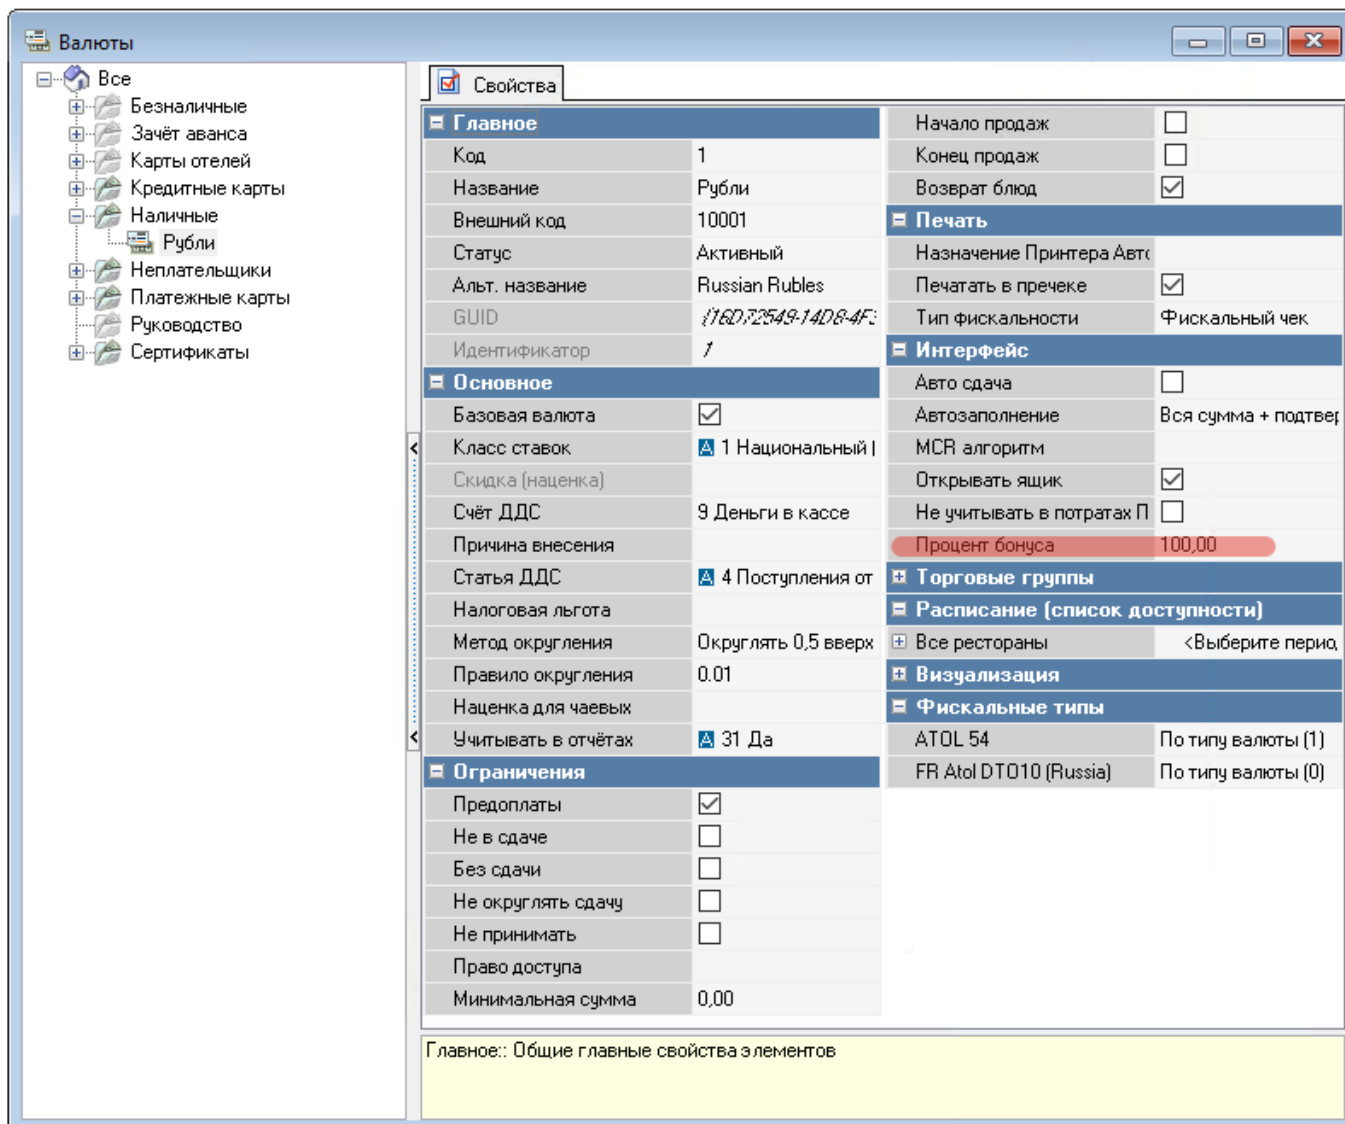 Валюты
Все
Безналичные
Зачёт аванса
Карты отелей
Кредитные карты
Наличные
Рубли
Неплательщики
Платежные карты
Руководство
Сертификаты
Свойства
Главное
Код 1
Название Рубли
Внешний код 10001
Статус Активный
Альт. название Russian Rubles
GUID {16D72549-14D8-4F3
Идентификатор 1
Основное
Базовая валюта
Класс ставок A 1 Национальный (
Скидка (наценка)
Счёт ДДС 9 Деньги в кассе
Причина внесения
Статья ДДС A 4 Поступления от
Налоговая льгота
Метод округления Округлять 0,5 вверх
Правило округления 0.01
Наценка для чаевых
Учитывать в отчётах A 31 Да
Ограничения
Предоплаты
Не в сдаче
Без сдачи
Не округлять сдачу
Не принимать
Право доступа
Минимальная сумма 0,00
Начало продаж
Конец продаж
Возврат блюд
Печать
Назначение Принтера Авто
Печатать в пречеке
Тип фискальности Фискальный чек
Интерфейс
Авто сдача
Автозаполнение Вся сумма + подтвер
MCR алгоритм
Открывать ящик
Не учитывать в потратах П
Процент бонуса 100,00
Торговые группы
Расписание (список доступности)
Все рестораны <Выберите перио,
Визуализация
Фискальные типы
ATOL 54 По типу валюты (1)
FR Atol DTO10 (Russia) По типу валюты (0)
Главное:: Общие главные свойства элементов